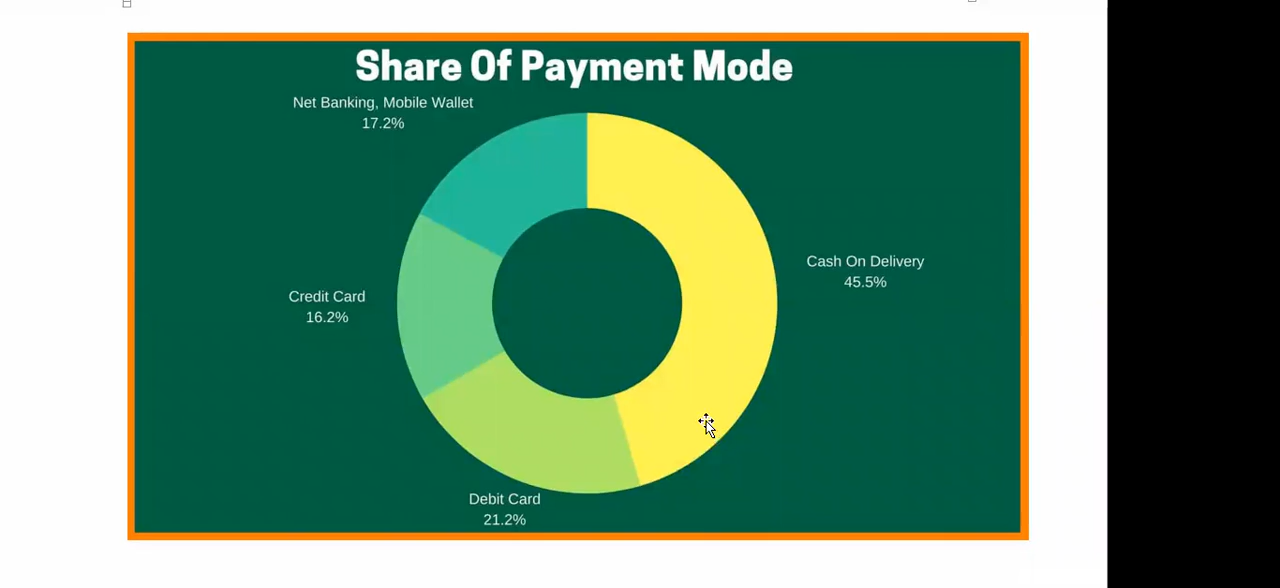 Share Of Payment Mode
Net Banking, Mobile Wallet
17.2%
Cash On Delivery
45.5%
Credit Card
16.2%
Debit Card
21.2%